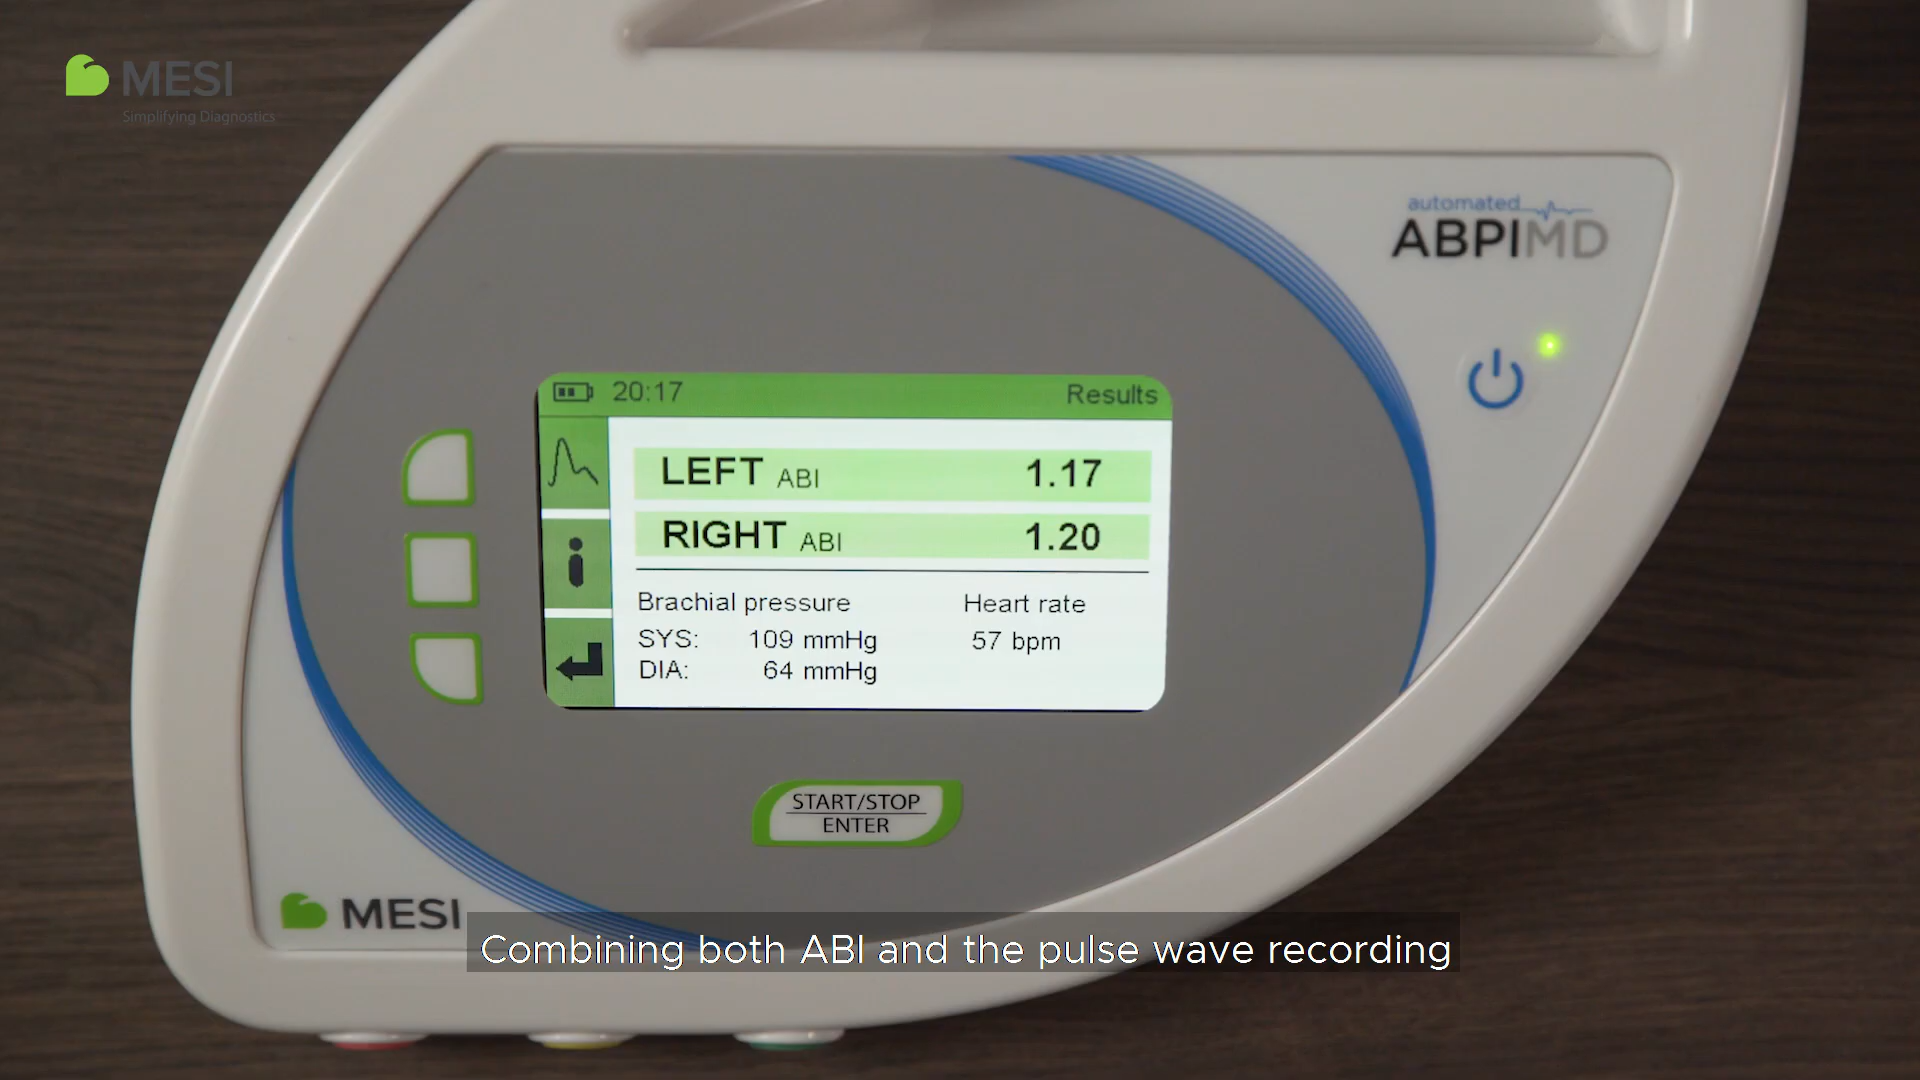 MESI
Simplifying Diagnostics
automated
ABPIMD
20:17 Results
LEFT ABI 1.17
RIGHT ABI 1.20
Brachial pressure Heart rate
SYS: 109 mmHg 57 bpm
DIA: 64 mmHg
START/STOP
ENTER
MESI
Combining both ABI and the pulse wave recording